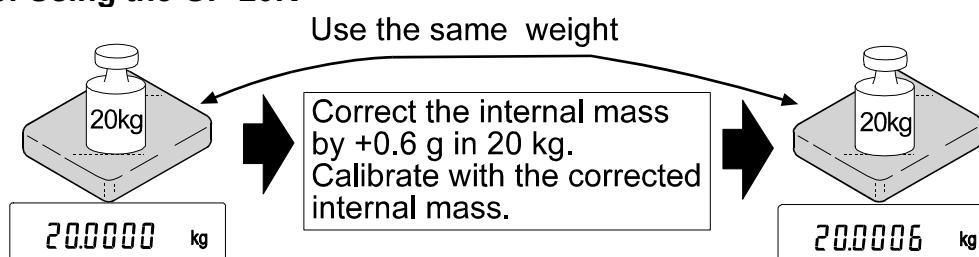 Use the same weight
20kg
Correct the internal mass
by +0.6 g in 20 kg.
Calibrate with the corrected
internal mass.
20kg
20.0000 kg
20.0006 kg